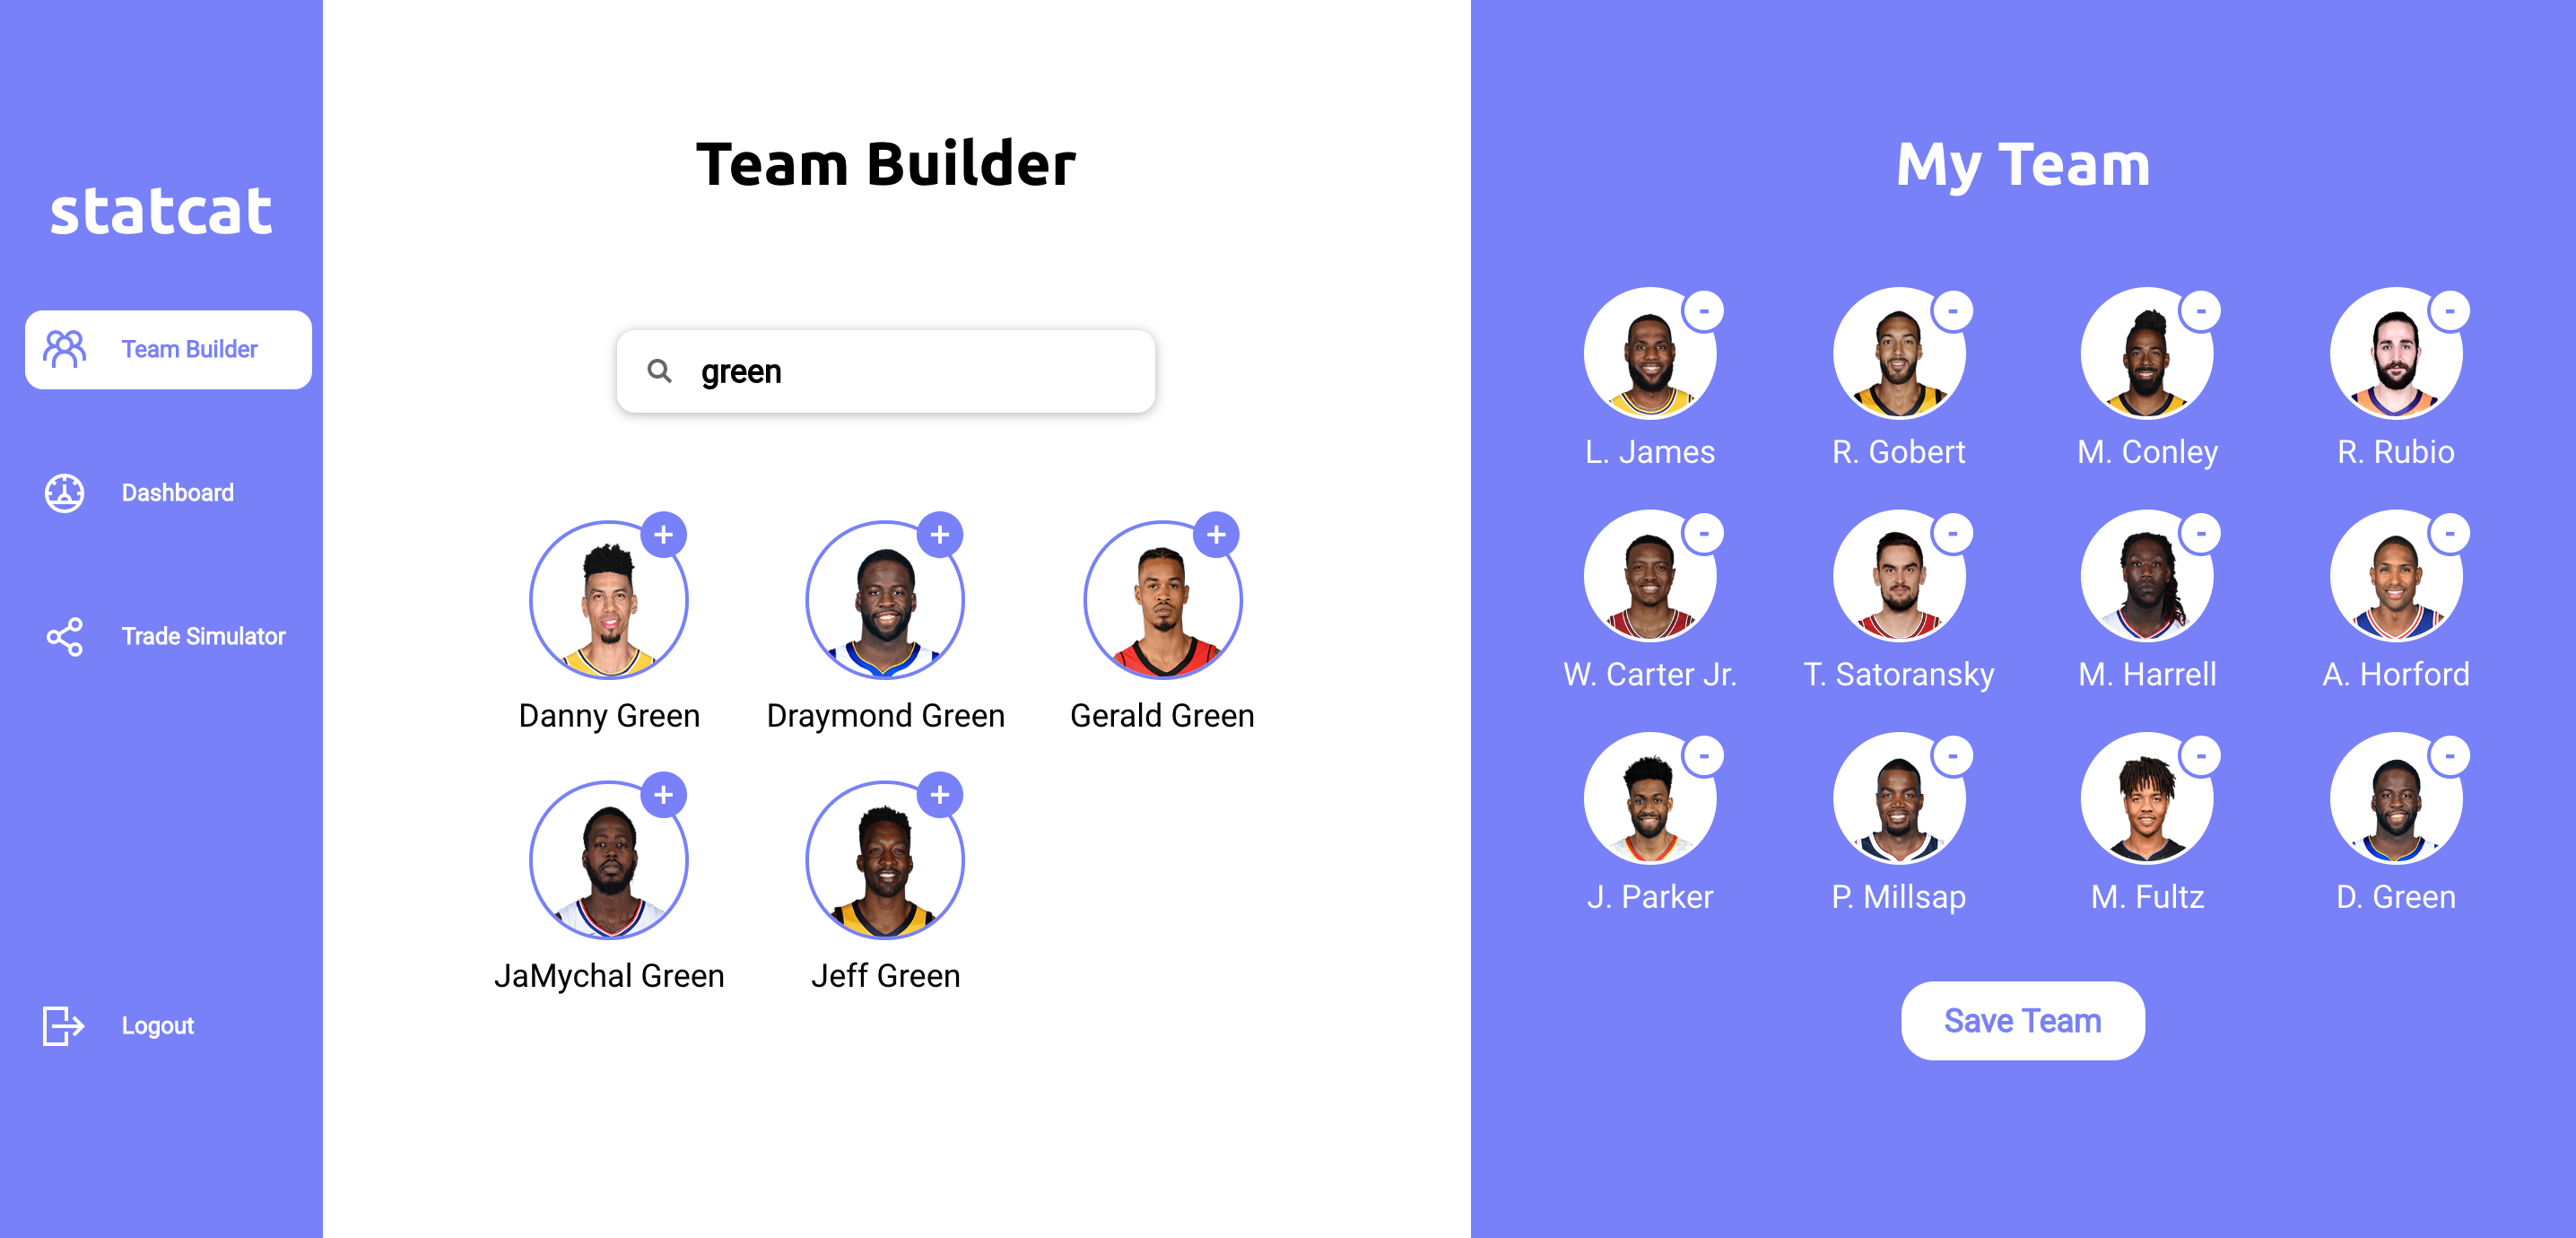 statcat
Team Builder
Dashboard
Trade Simulator
Logout
Team Builder
green
+ + +
Danny Green Draymond Green Gerald Green
+ +
JaMychal Green Jeff Green
My Team
- - - -
L. James R. Gobert M. Conley R. Rubio
- - - -
W. Carter Jr. T. Satoransky M. Harrell A. Horford
- - - -
J. Parker P. Millsap M. Fultz D. Green
Save Team